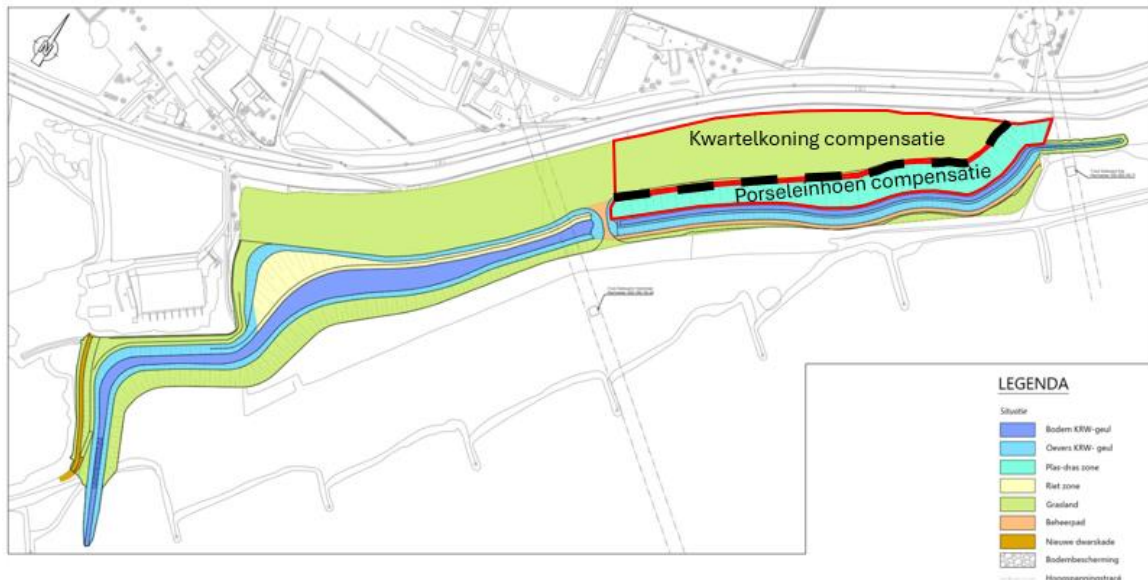 N
Kwartelkoning compensatie
Porseleinhoen compensatie
LEGENDA
Situatie
Bodem KRW-geul
Oevers KRW- geul
Plas-dras zone
Riet zone
Grasland
Beheerpad
Nieuwe dwarskade
Bodembescherming
Hoogspanningstracé